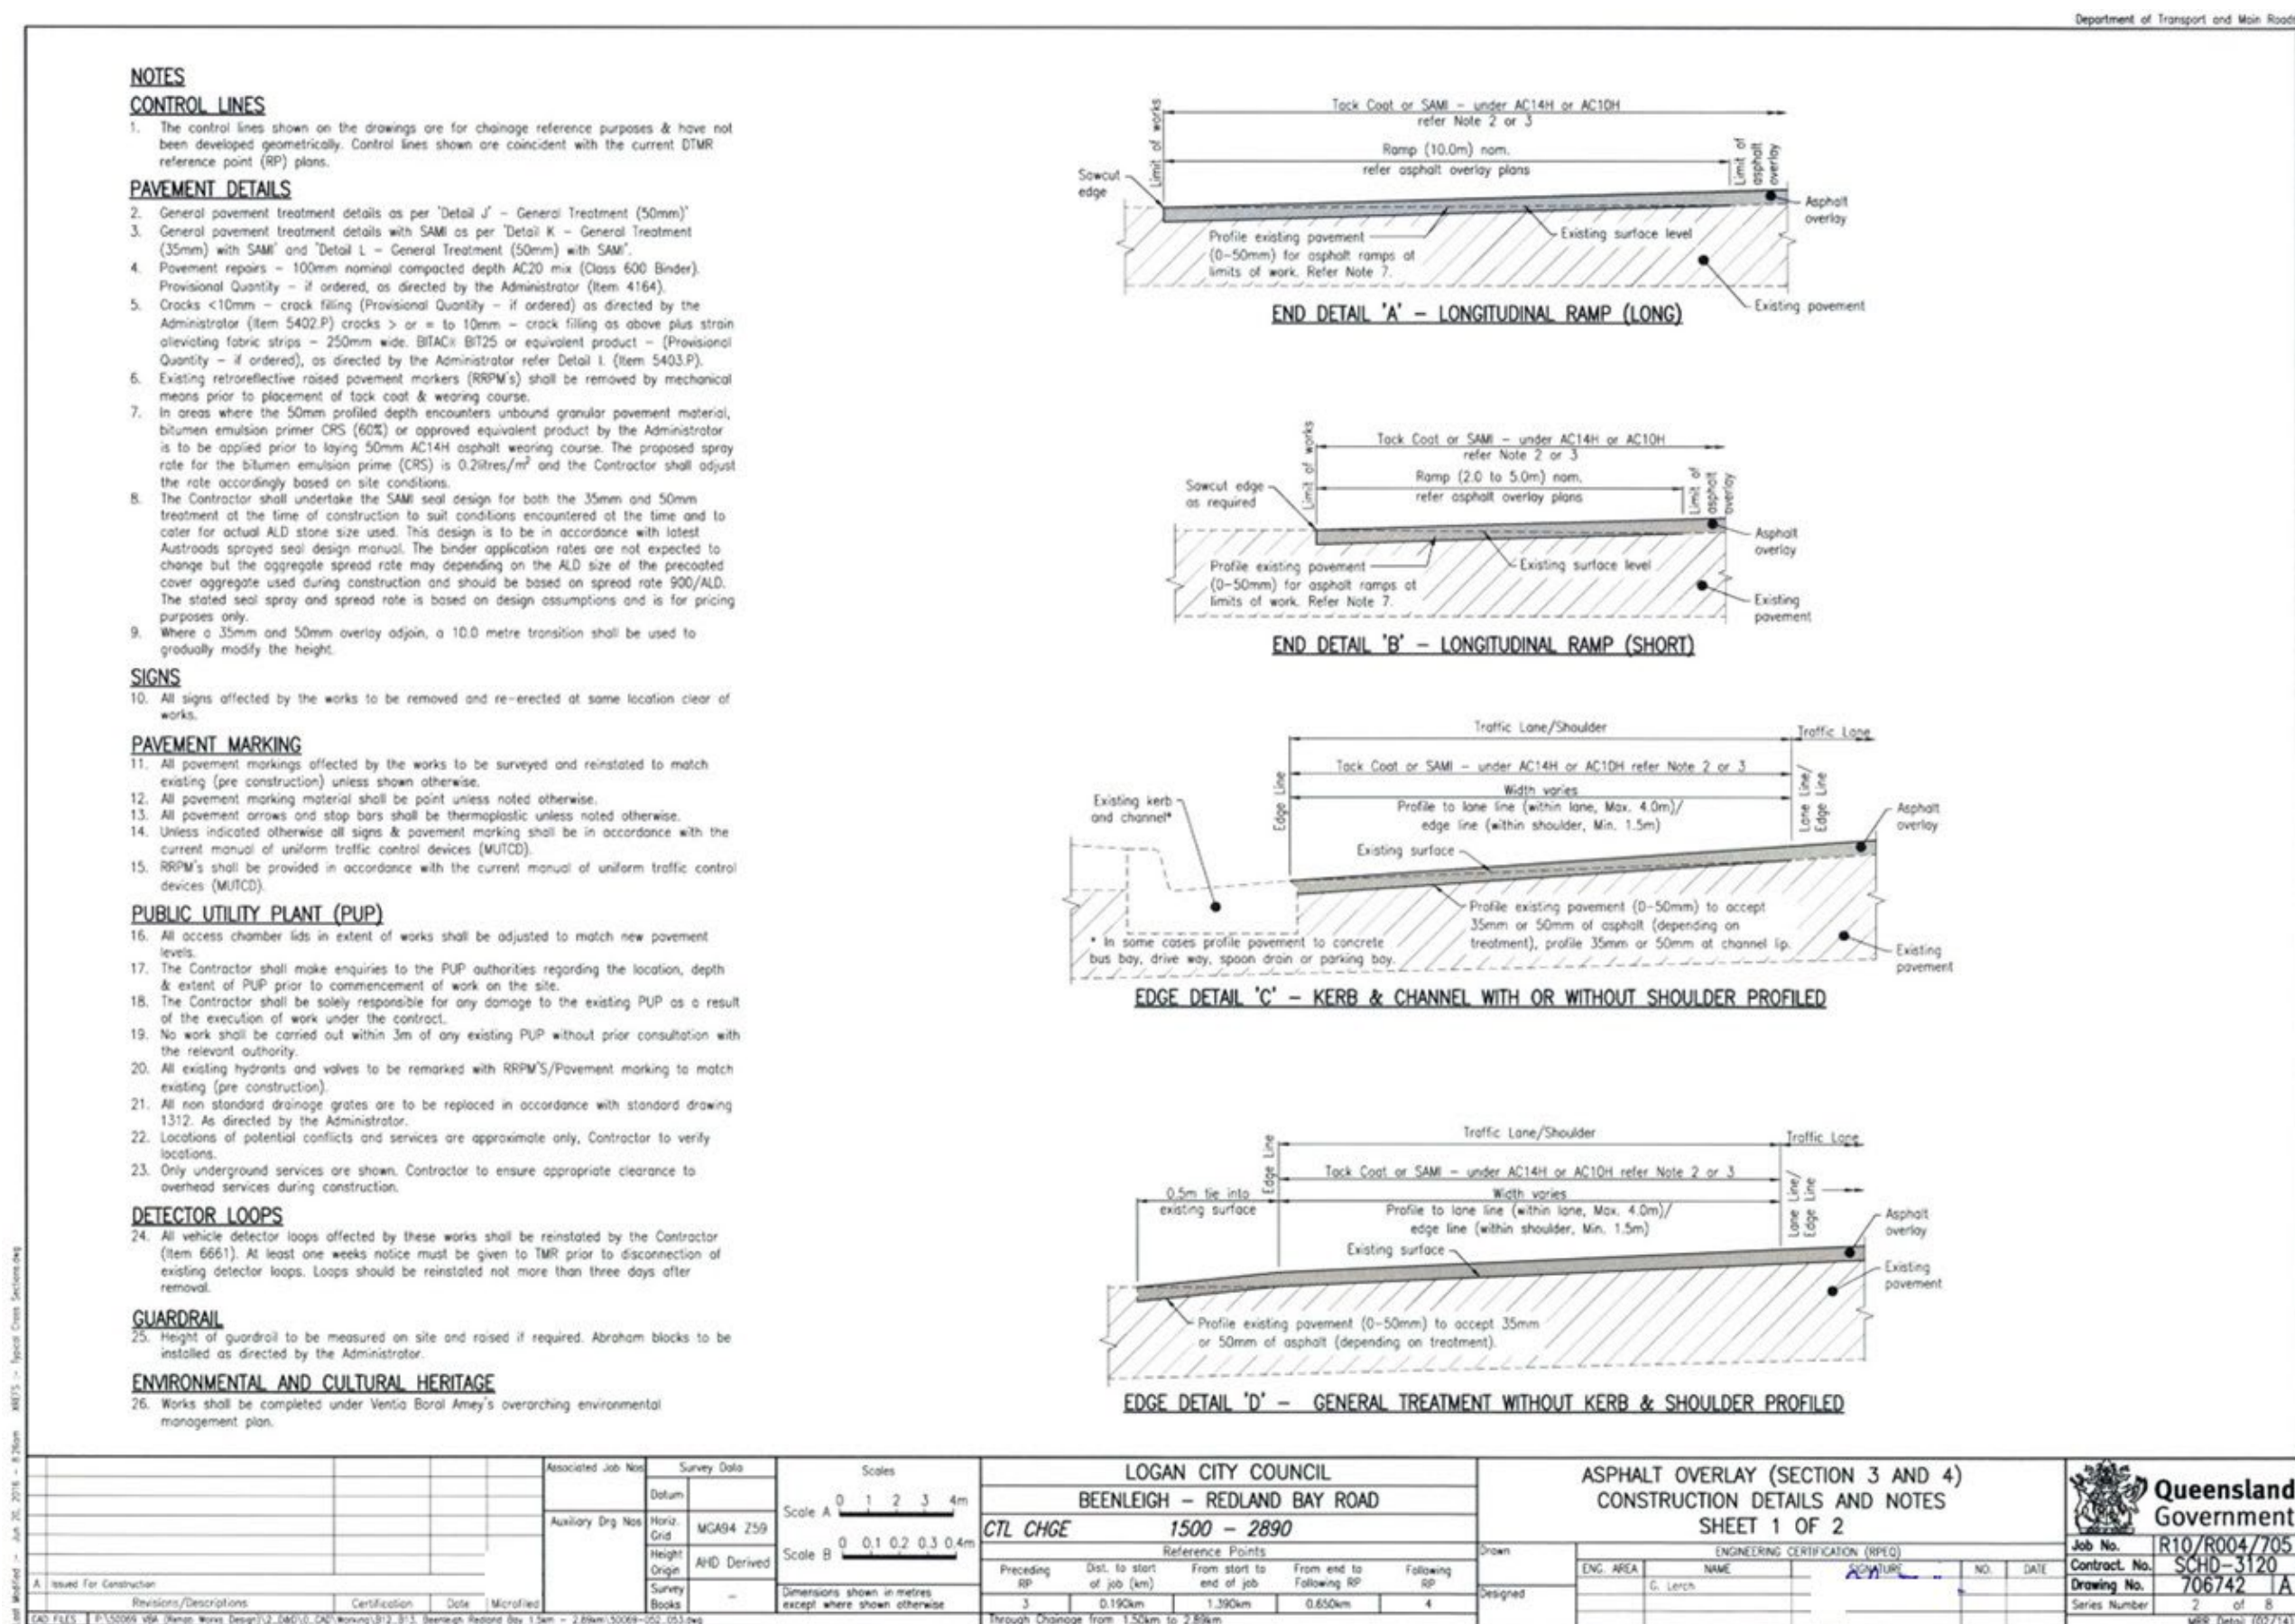 Department of Transport and Main Roads
NOTES
CONTROL LINES
1. The control lines shown on the drawings are for chainage reference purposes & have not
been developed geometrically. Control lines shown are coincident with the current DTMR
reference point (RP) plans.
PAVEMENT DETAILS
2. General pavement treatment details as per 'Detail J' - General Treatment (50mm)'
3. General pavement treatment details with SAMI as per 'Detail K - General Treatment
(35mm) with SAMI' and 'Detail L - General Treatment (50mm) with SAMI'.
4. Pavement repairs - 100mm nominal compacted depth AC20 mix (Class 600 Binder).
Provisional Quantity - if ordered, as directed by the Administrator (Item 4164).
5. Cracks <10mm - crack filling (Provisional Quantity - if ordered) as directed by the
Administrator (Item 5402.P) cracks > or = to 10mm - crack filling as above plus strain
alleviating fabric strips - 250mm wide. BITAC® BIT25 or equivalent product - (Provisional
Quantity - if ordered), as directed by the Administrator refer Detail I. (Item 5403.P).
6. Existing retroreflective raised pavement markers (RRPM's) shall be removed by mechanical
means prior to placement of tack coat & wearing course.
7. In areas where the 50mm profiled depth encounters unbound granular pavement material,
bitumen emulsion primer CRS (60%) or approved equivalent product by the Administrator
is to be applied prior to laying 50mm AC14H asphalt wearing course. The proposed spray
rate for the bitumen emulsion prime (CRS) is 0.2litres/m² and the Contractor shall adjust
the rate accordingly based on site conditions.
8. The Contractor shall undertake the SAMI seal design for both the 35mm and 50mm
treatment at the time of construction to suit conditions encountered at the time and to
cater for actual ALD stone size used. This design is to be in accordance with latest
Austroads sprayed seal design manual. The binder application rates are not expected to
change but the aggregate spread rate may depending on the ALD size of the precoated
cover aggregate used during construction and should be based on spread rate 900/ALD.
The stated seal spray and spread rate is based on design assumptions and is for pricing
purposes only.
9. Where a 35mm and 50mm overlay adjoin, a 10.0 metre transition shall be used to
gradually modify the height.
SIGNS
10. All signs affected by the works to be removed and re-erected at same location clear of
works.
PAVEMENT MARKING
11. All pavement markings affected by the works to be surveyed and reinstated to match
existing (pre construction) unless shown otherwise.
12. All pavement marking material shall be paint unless noted otherwise.
13. All pavement arrows and stop bars shall be thermoplastic unless noted otherwise.
14. Unless indicated otherwise all signs & pavement marking shall be in accordance with the
current manual of uniform traffic control devices (MUTCD).
15. RRPM's shall be provided in accordance with the current manual of uniform traffic control
devices (MUTCD).
PUBLIC UTILITY PLANT (PUP)
16. All access chamber lids in extent of works shall be adjusted to match new pavement
levels.
17. The Contractor shall make enquiries to the PUP authorities regarding the location, depth
& extent of PUP prior to commencement of work on the site.
18. The Contractor shall be solely responsible for any damage to the existing PUP as a result
of the execution of work under the contract.
19. No work shall be carried out within 3m of any existing PUP without prior consultation with
the relevant authority.
20. All existing hydrants and valves to be remarked with RRPM'S/Pavement marking to match
existing (pre construction).
21. All non standard drainage grates are to be replaced in accordance with standard drawing
1312. As directed by the Administrator.
22. Locations of potential conflicts and services are approximate only, Contractor to verify
locations.
23. Only underground services are shown. Contractor to ensure appropriate clearance to
overhead services during construction.
DETECTOR LOOPS
24. All vehicle detector loops affected by these works shall be reinstated by the Contractor
(Item 6661). At least one weeks notice must be given to TMR prior to disconnection of
existing detector loops. Loops should be reinstated not more than three days after
removal.
GUARDRAIL
25. Height of guardrail to be measured on site and raised if required. Abraham blocks to be
installed as directed by the Administrator.
ENVIRONMENTAL AND CULTURAL HERITAGE
26. Works shall be completed under Ventia Boral Amey's overarching environmental
management plan.
Tack Coat or SAMI - under AC14H or AC10H
refer Note 2 or 3
Ramp (10.0m) nom.
refer asphalt overlay plans
Limit of works
Limit of
asphalt
overlay
Sawcut
edge
Asphalt
overlay
Profile existing pavement
(0-50mm) for asphalt ramps at
limits of work. Refer Note 7.
Existing surface level
Existing pavement
END DETAIL 'A' - LONGITUDINAL RAMP (LONG)
Tack Coat or SAMI - under AC14H or AC10H
refer Note 2 or 3
Ramp (2.0 to 5.0m) nom.
refer asphalt overlay plans
Limit of works
Limit of
asphalt
overlay
Sawcut edge
as required
Asphalt
overlay
Profile existing pavement
(0-50mm) for asphalt ramps at
limits of work. Refer Note 7.
Existing surface level
Existing
pavement
END DETAIL 'B' - LONGITUDINAL RAMP (SHORT)
Traffic Lane/Shoulder
Traffic Lane
Tack Coat or SAMI - under AC14H or AC10H refer Note 2 or 3
Width varies
Profile to lane line (within lane, Max. 4.0m)/
edge line (within shoulder, Min. 1.5m)
Edge Line
Lane Line/
Edge Line
Existing kerb
and channel*
Asphalt
overlay
Existing surface
Profile existing pavement (0-50mm) to accept
35mm or 50mm of asphalt (depending on
treatment), profile 35mm or 50mm at channel lip.
* In some cases profile pavement to concrete
bus bay, drive way, spoon drain or parking bay.
Existing
pavement
EDGE DETAIL 'C' - KERB & CHANNEL WITH OR WITHOUT SHOULDER PROFILED
Traffic Lane/Shoulder
Traffic Lane
Tack Coat or SAMI - under AC14H or AC10H refer Note 2 or 3
0.5m tie into
existing surface
Edge Line
Width varies
Profile to lane line (within lane, Max. 4.0m)/
edge line (within shoulder, Min. 1.5m)
Lane Line/
Edge Line
Asphalt
overlay
Existing surface
Existing
pavement
Profile existing pavement (0-50mm) to accept 35mm
or 50mm of asphalt (depending on treatment).
EDGE DETAIL 'D' - GENERAL TREATMENT WITHOUT KERB & SHOULDER PROFILED
Last Modified :- Jun 20, 2016 - 8:26am XREFS :- Typical Cross Sections.dwg
A Issued For Construction
Revisions/Descriptions Certification Date Microfilmed
Associated Job Nos
Auxiliary Drg Nos
Survey Data
Datum
Horiz. Grid MGA94 Z59
Height Origin AHD Derived
Survey Books -
Scales
Scale A 0 1 2 3 4m
Scale B 0 0.1 0.2 0.3 0.4m
Dimensions shown in metres
except where shown otherwise
LOGAN CITY COUNCIL
BEENLEIGH - REDLAND BAY ROAD
CTL CHGE 1500 - 2890
Reference Points
Preceding RP Dist. to start of job (km) From start to end of job From end to Following RP Following RP
3 0.190km 1.390km 0.650km 4
Through Chainage from 1.50km to 2.89km
Drawn
Designed
ASPHALT OVERLAY (SECTION 3 AND 4)
CONSTRUCTION DETAILS AND NOTES
SHEET 1 OF 2
ENGINEERING CERTIFICATION (RPEQ)
ENG. AREA NAME SIGNATURE NO. DATE
G. Lerch
Queensland
Government
Job No. R10/R004/705
Contract. No. SCHD-3120
Drawing No. 706742 A
Series Number 2 of 8
MRR Detail (02/14)
CAD FILES